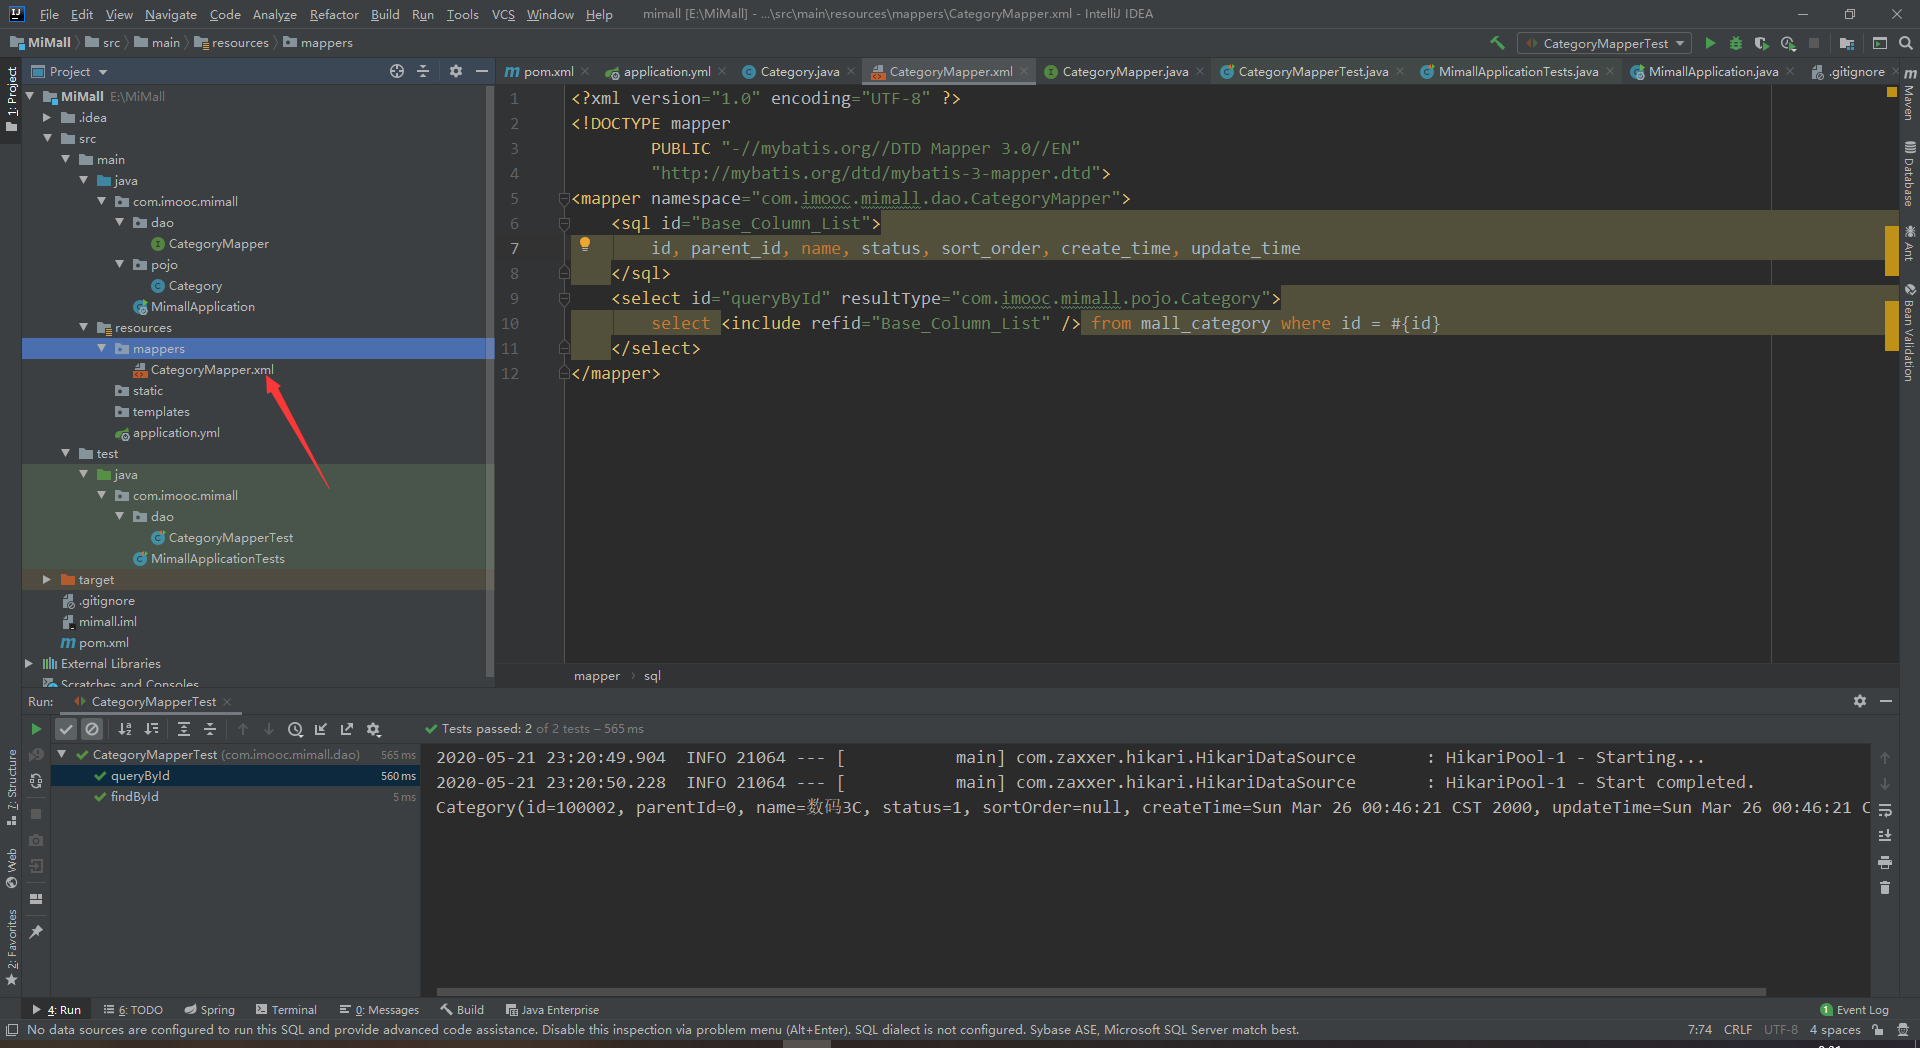 File Edit View Navigate Code Analyze Refactor Build Run Tools VCS Window Help mimall [E:\MiMall] - ...\src\main\resources\mappers\CategoryMapper.xml - IntelliJ IDEA
MiMall src main resources mappers CategoryMapperTest
Project
pom.xml application.yml Category.java CategoryMapper.xml CategoryMapper.java CategoryMapperTest.java MimallApplicationTests.java MimallApplication.java .gitignore
1: Project
MiMall E:\MiMall
.idea
src
main
java
com.imooc.mimall
dao
CategoryMapper
pojo
Category
MimallApplication
resources
mappers
CategoryMapper.xml
static
templates
application.yml
test
java
com.imooc.mimall
dao
CategoryMapperTest
MimallApplicationTests
target
.gitignore
mimall.iml
pom.xml
External Libraries
Scratches and Consoles
1 <?xml version="1.0" encoding="UTF-8" ?>
2 <!DOCTYPE mapper
3 PUBLIC "-//mybatis.org//DTD Mapper 3.0//EN"
4 "http://mybatis.org/dtd/mybatis-3-mapper.dtd">
5 <mapper namespace="com.imooc.mimall.dao.CategoryMapper">
6 <sql id="Base_Column_List">
7 id, parent_id, name, status, sort_order, create_time, update_time
8 </sql>
9 <select id="queryById" resultType="com.imooc.mimall.pojo.Category">
10 select <include refid="Base_Column_List" /> from mall_category where id = #{id}
11 </select>
12 </mapper>
mapper sql
Maven
Database
Ant
Bean Validation
Run: CategoryMapperTest
Tests passed: 2 of 2 tests – 565 ms
CategoryMapperTest (com.imooc.mimall.dao) 565 ms
queryById 560 ms
findById 5 ms
2020-05-21 23:20:49.904 INFO 21064 --- [ main] com.zaxxer.hikari.HikariDataSource : HikariPool-1 - Starting...
2020-05-21 23:20:50.228 INFO 21064 --- [ main] com.zaxxer.hikari.HikariDataSource : HikariPool-1 - Start completed.
Category(id=100002, parentId=0, name=数码3C, status=1, sortOrder=null, createTime=Sun Mar 26 00:46:21 CST 2000, updateTime=Sun Mar 26 00:46:21 C
7: Structure
Web
2: Favorites
4: Run 6: TODO Spring Terminal 0: Messages Build Java Enterprise 1 Event Log
No data sources are configured to run this SQL and provide advanced code assistance. Disable this inspection via problem menu (Alt+Enter). SQL dialect is not configured. Sybase ASE, Microsoft SQL Server match best. 7:74 CRLF UTF-8 4 spaces